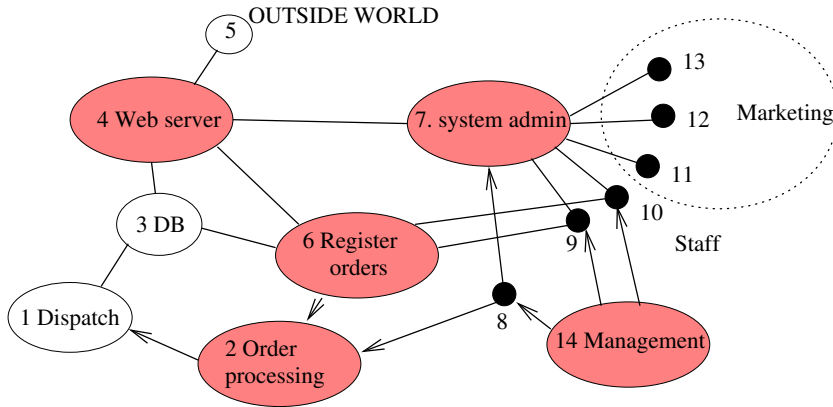 OUTSIDE WORLD
5
13
4 Web server
7. system admin
12
Marketing
11
3 DB
10
6 Register
orders
9
Staff
1 Dispatch
8
2 Order
processing
14 Management